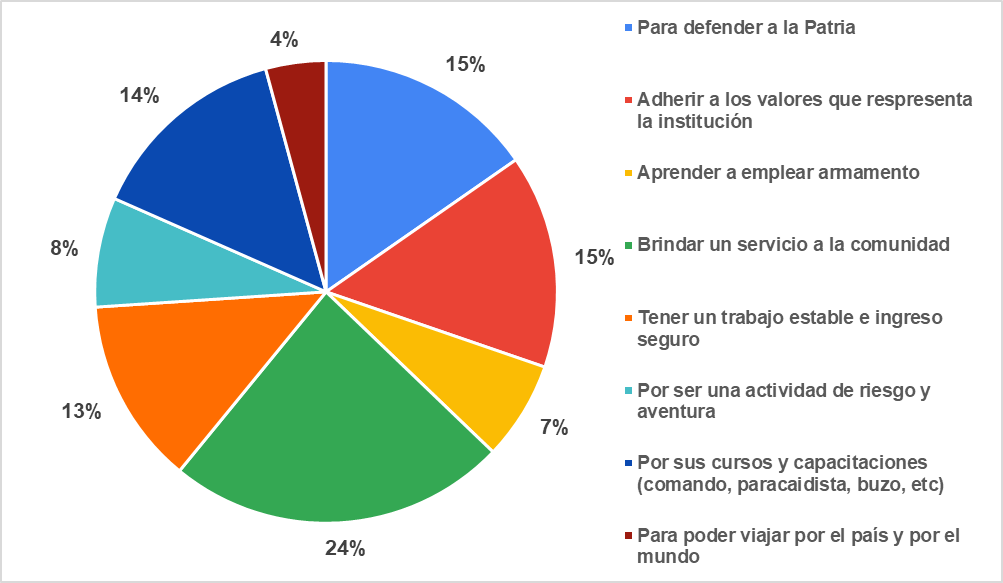 4%
15%
14%
15%
8%
7%
13%
24%
Para defender a la Patria
Adherir a los valores que respresenta
la institución
Aprender a emplear armamento
Brindar un servicio a la comunidad
Tener un trabajo estable e ingreso
seguro
Por ser una actividad de riesgo y
aventura
Por sus cursos y capacitaciones
(comando, paracaidista, buzo, etc)
Para poder viajar por el país y por el
mundo